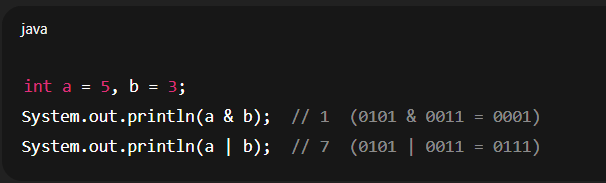 java
int a = 5, b = 3;
System.out.println(a & b);  // 1  (0101 & 0011 = 0001)
System.out.println(a | b);  // 7  (0101 | 0011 = 0111)